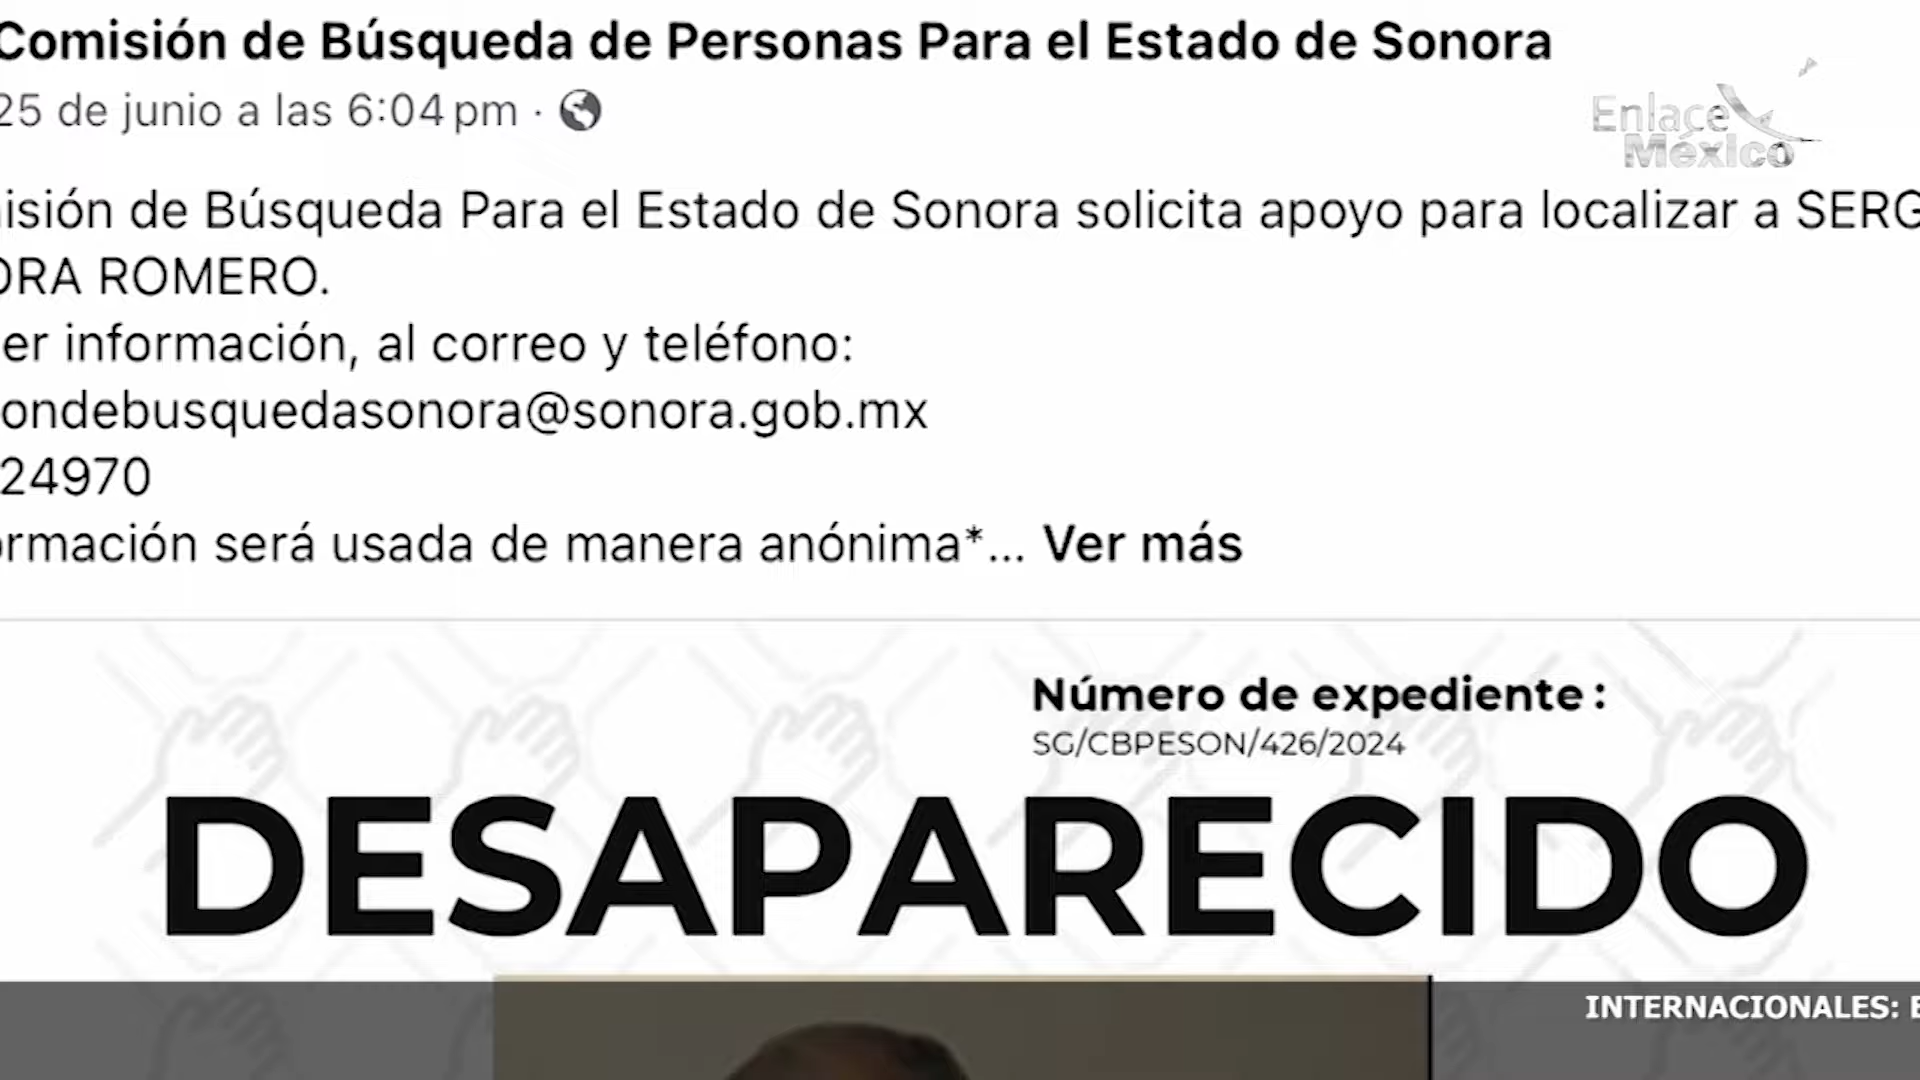 Comisión de Búsqueda de Personas Para el Estado de Sonora
25 de junio a las 6:04 pm ·
Enlace
México
isión de Búsqueda Para el Estado de Sonora solicita apoyo para localizar a SERG
ORA ROMERO.
er información, al correo y teléfono:
ondebusquedasonora@sonora.gob.mx
24970
ormación será usada de manera anónima*... Ver más
Número de expediente:
SG/CBPESON/426/2024
DESAPARECIDO
INTERNACIONALES: E